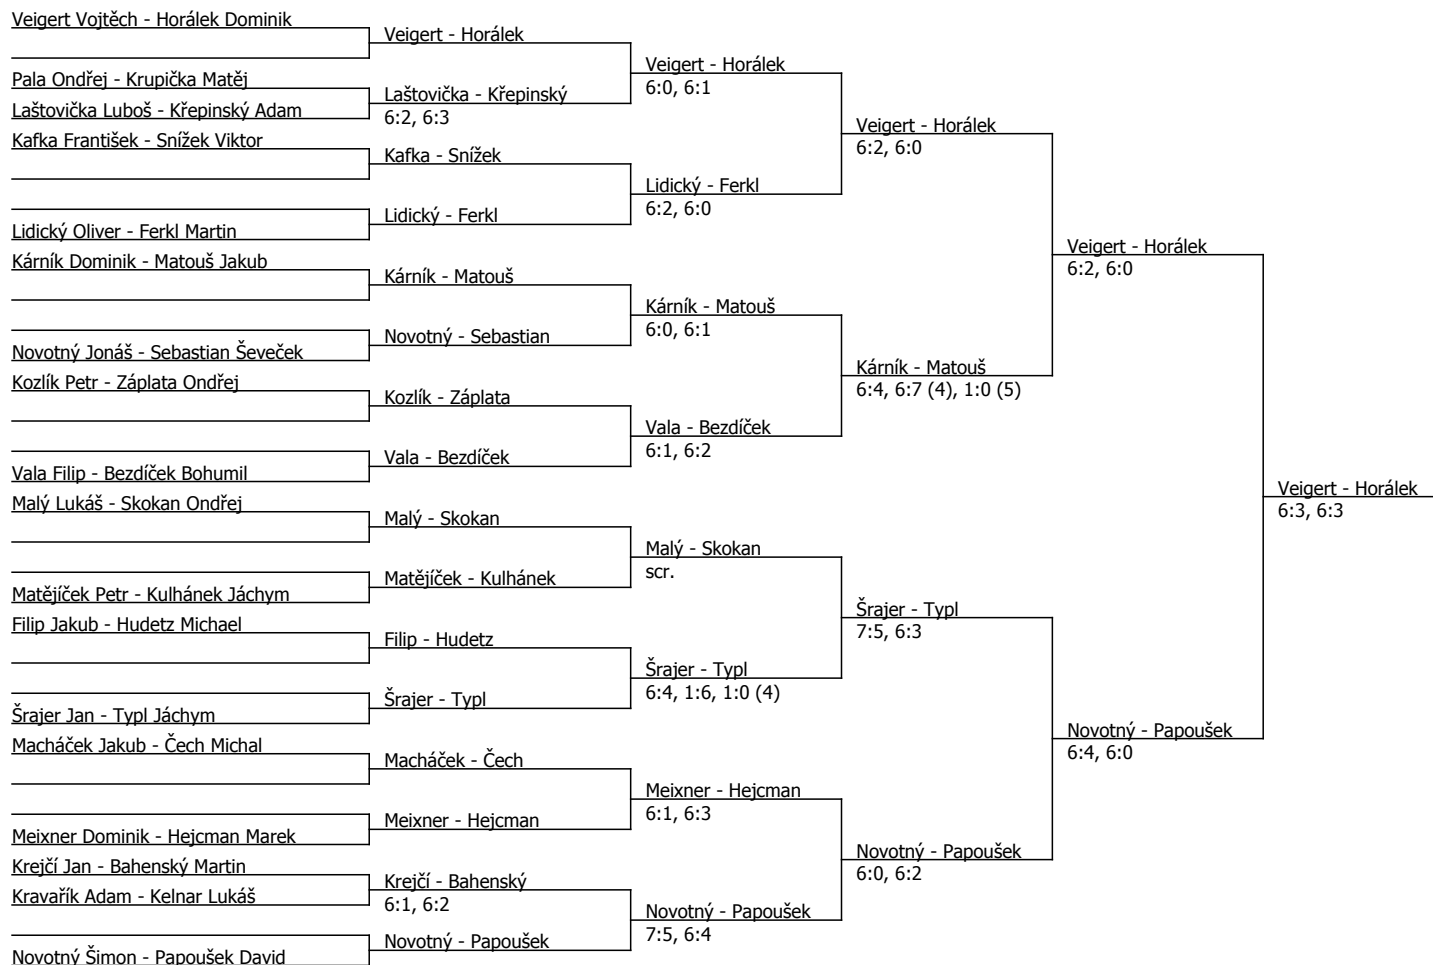 Veigert Vojtěch - Horálek Dominik
Pala Ondřej - Krupička Matěj
Laštovička Luboš - Křepinský Adam
Kafka František - Snížek Viktor
Lidický Oliver - Ferkl Martin
Kárník Dominik - Matouš Jakub
Novotný Jonáš - Sebastian Ševeček
Kozlík Petr - Záplata Ondřej
Vala Filip - Bezdíček Bohumil
Malý Lukáš - Skokan Ondřej
Matějíček Petr - Kulhánek Jáchym
Filip Jakub - Hudetz Michael
Šrajer Jan - Typl Jáchym
Macháček Jakub - Čech Michal
Meixner Dominik - Hejcman Marek
Krejčí Jan - Bahenský Martin
Kravařík Adam - Kelnar Lukáš
Novotný Šimon - Papoušek David
Veigert - Horálek
Laštovička - Křepinský
6:2, 6:3
Kafka - Snížek
Lidický - Ferkl
Kárník - Matouš
Novotný - Sebastian
Kozlík - Záplata
Vala - Bezdíček
Malý - Skokan
Matějíček - Kulhánek
Filip - Hudetz
Šrajer - Typl
Macháček - Čech
Meixner - Hejcman
Krejčí - Bahenský
6:1, 6:2
Novotný - Papoušek
Veigert - Horálek
6:0, 6:1
Lidický - Ferkl
6:2, 6:0
Kárník - Matouš
6:0, 6:1
Vala - Bezdíček
6:1, 6:2
Malý - Skokan
scr.
Šrajer - Typl
6:4, 1:6, 1:0 (4)
Meixner - Hejcman
6:1, 6:3
Novotný - Papoušek
7:5, 6:4
Veigert - Horálek
6:2, 6:0
Kárník - Matouš
6:4, 6:7 (4), 1:0 (5)
Šrajer - Typl
7:5, 6:3
Novotný - Papoušek
6:0, 6:2
Veigert - Horálek
6:2, 6:0
Novotný - Papoušek
6:4, 6:0
Veigert - Horálek
6:3, 6:3